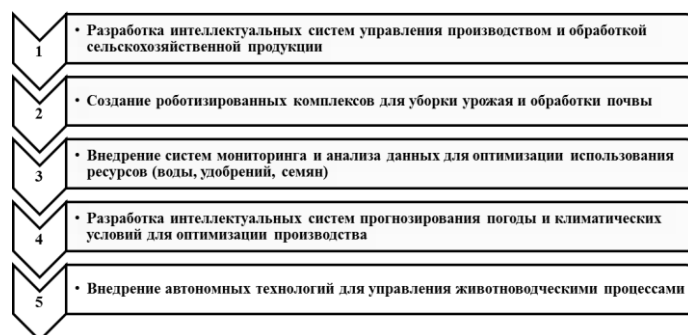 1
• Разработка интеллектуальных систем управления производством и обработкой
сельскохозяйственной продукции
2
• Создание роботизированных комплексов для уборки урожая и обработки почвы
3
• Внедрение систем мониторинга и анализа данных для оптимизации использования
ресурсов (воды, удобрений, семян)
4
• Разработка интеллектуальных систем прогнозирования погоды и климатических
условий для оптимизации производства
5
• Внедрение автономных технологий для управления животноводческими процессами